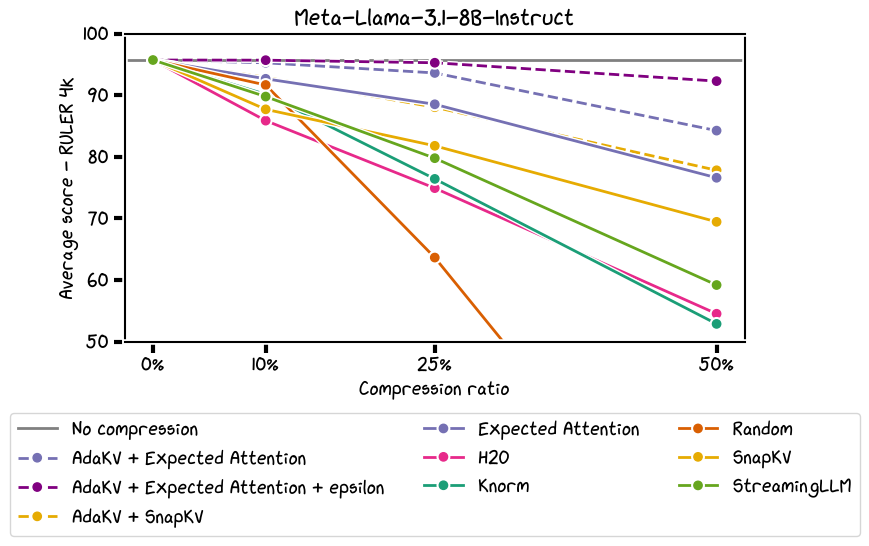 Meta-Llama-3.1-8B-Instruct
Average score - RULER 4k
100
90
80
70
60
50
0% 10% 25% 50%
Compression ratio
No compression
AdaKV + Expected Attention
AdaKV + Expected Attention + epsilon
AdaKV + SnapKV
Expected Attention
H2O
Knorm
Random
SnapKV
StreamingLLM